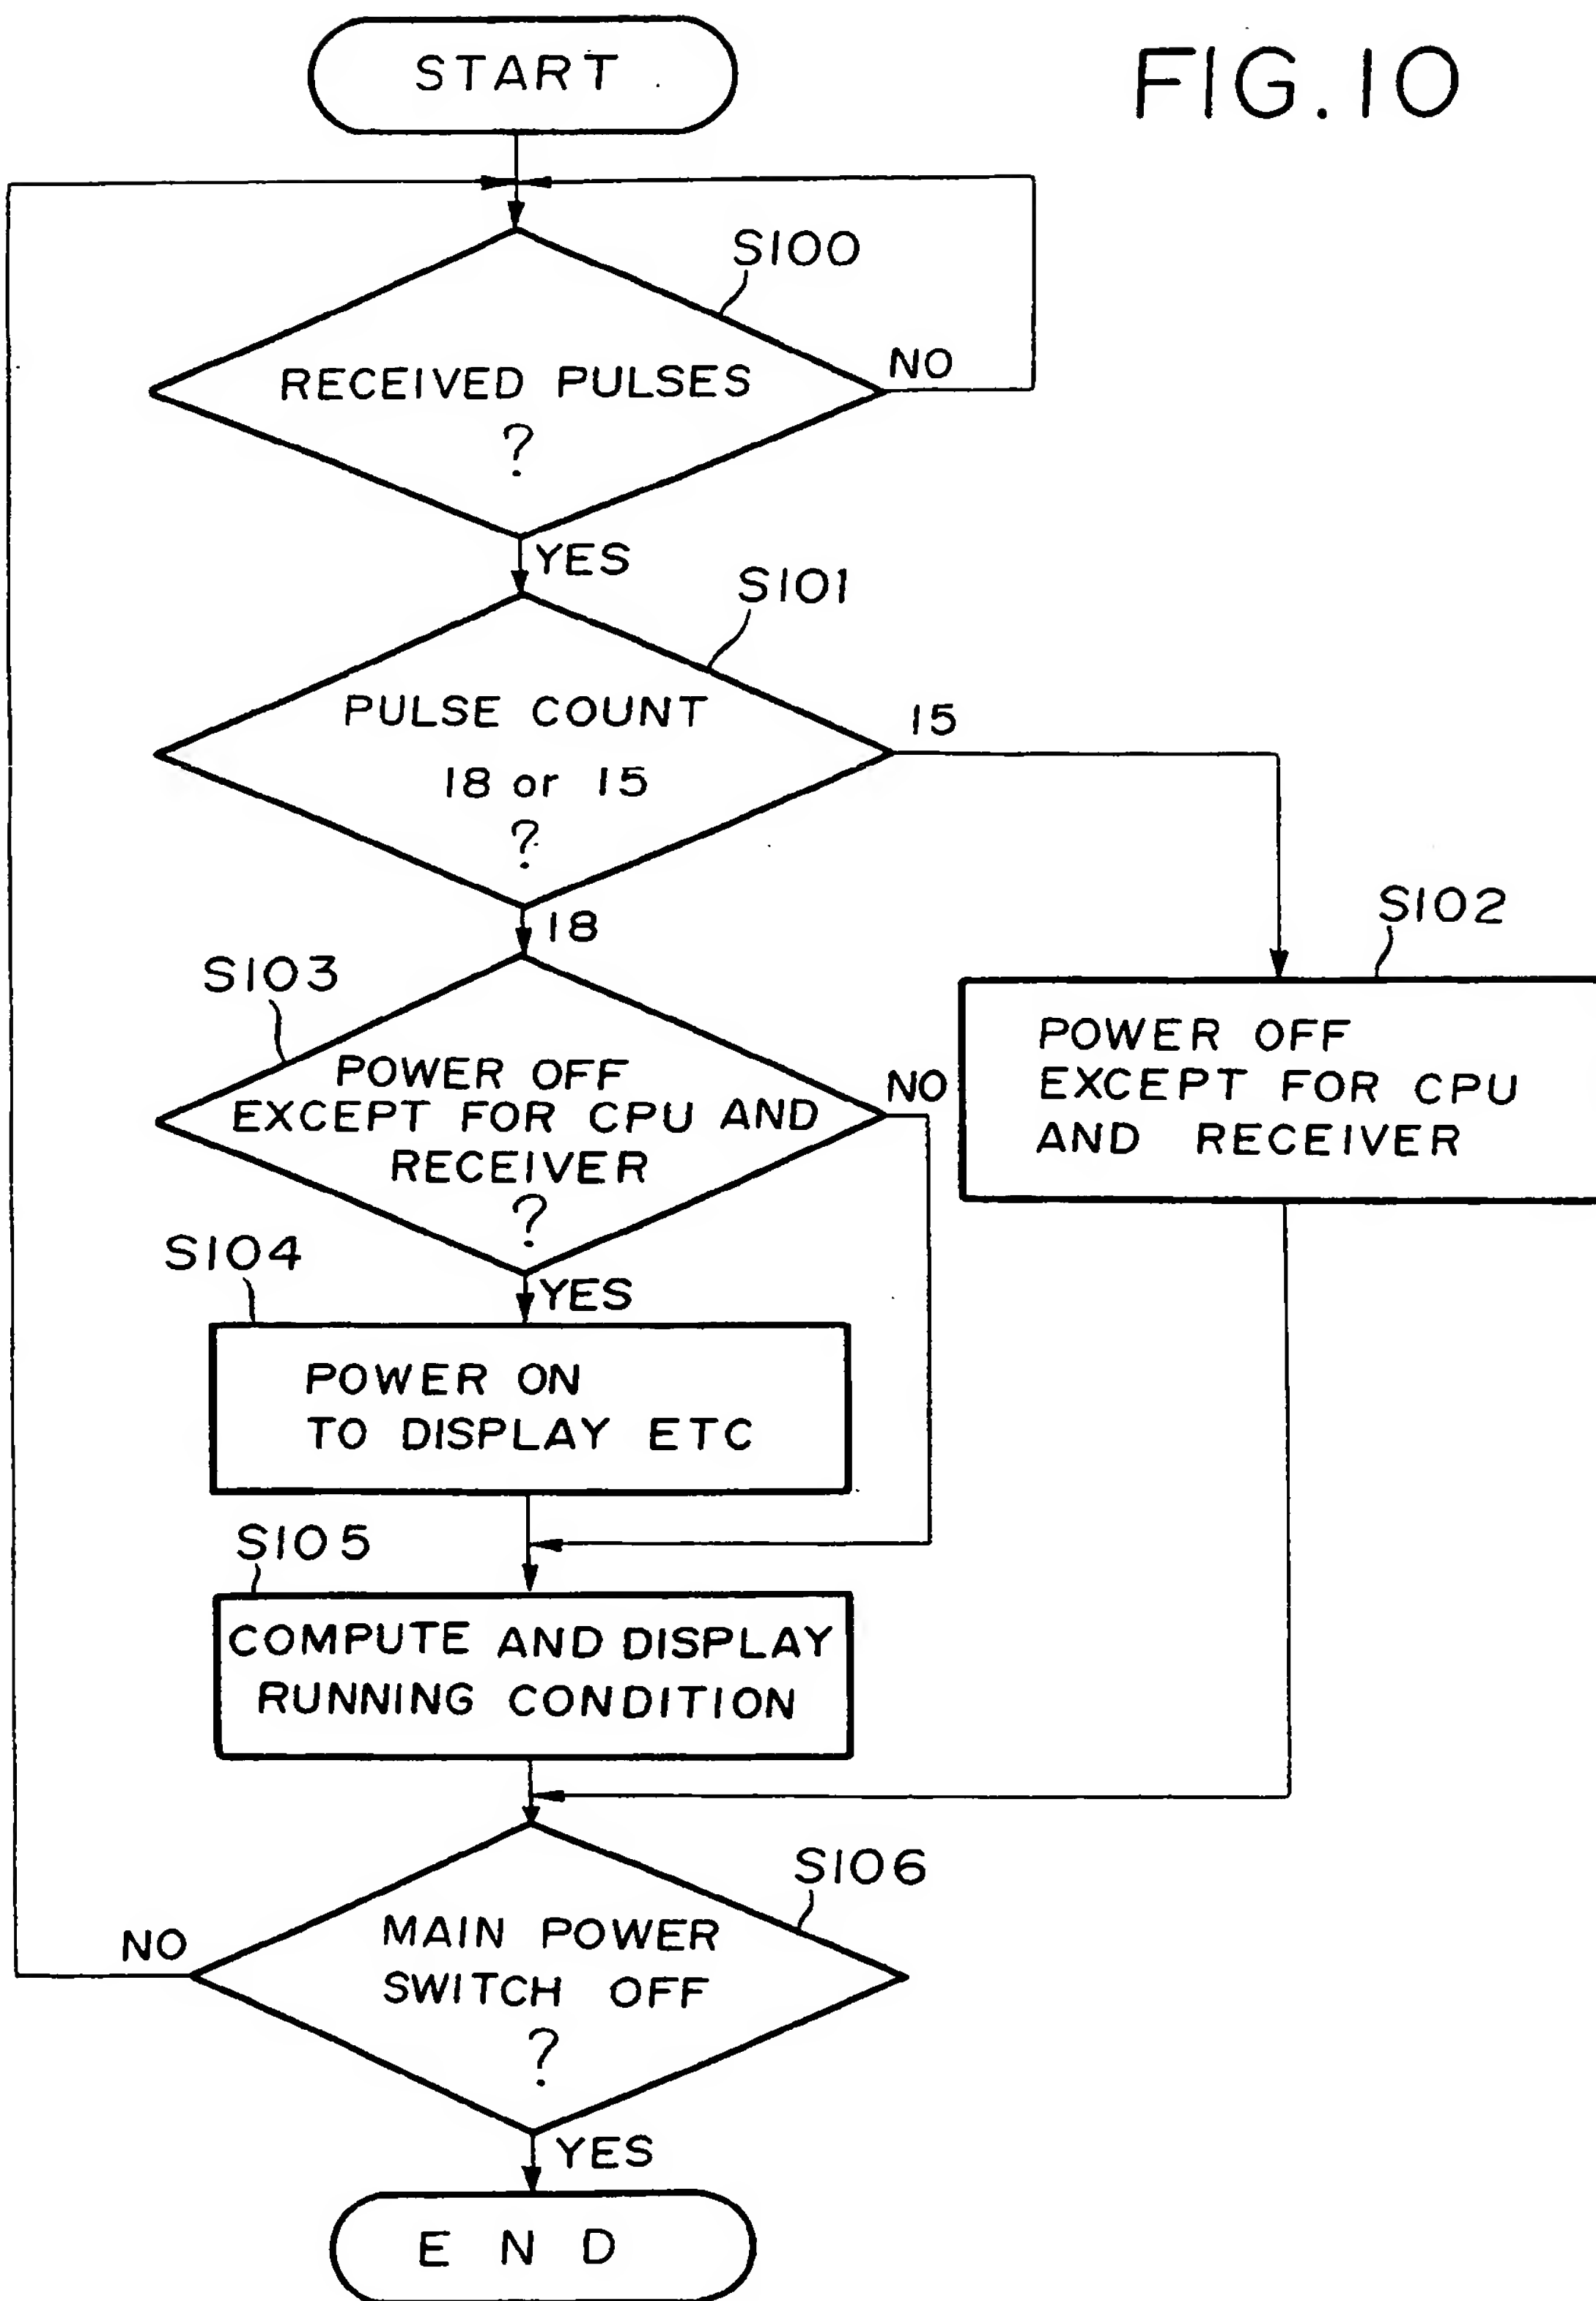 FIG.10
START
S100
RECEIVED PULSES
?
NO
YES
S101
PULSE COUNT
18 or 15
?
15
18
S102
POWER OFF
EXCEPT FOR CPU
AND RECEIVER
S103
POWER OFF
EXCEPT FOR CPU AND
RECEIVER
?
NO
YES
S104
POWER ON
TO DISPLAY ETC
S105
COMPUTE AND DISPLAY
RUNNING CONDITION
S106
MAIN POWER
SWITCH OFF
?
NO
YES
END